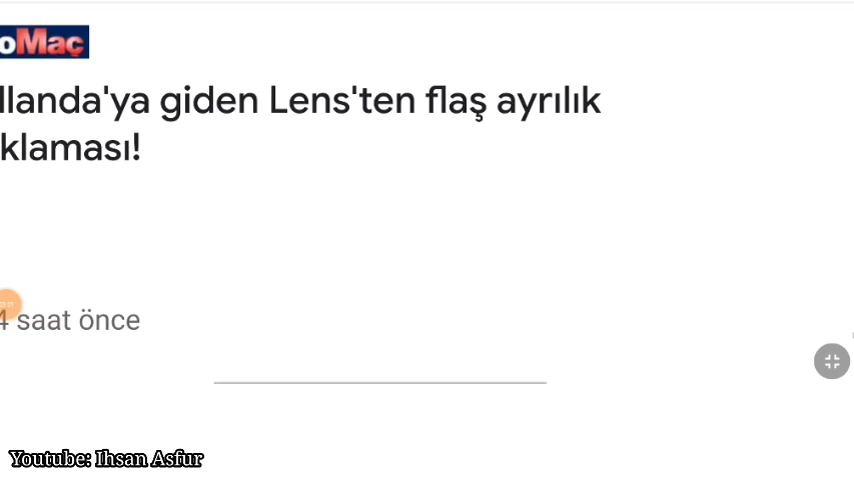 oMaç
llanda'ya giden Lens'ten flaş ayrılık
klaması!
4 saat önce
Youtube: Ihsan Asfur